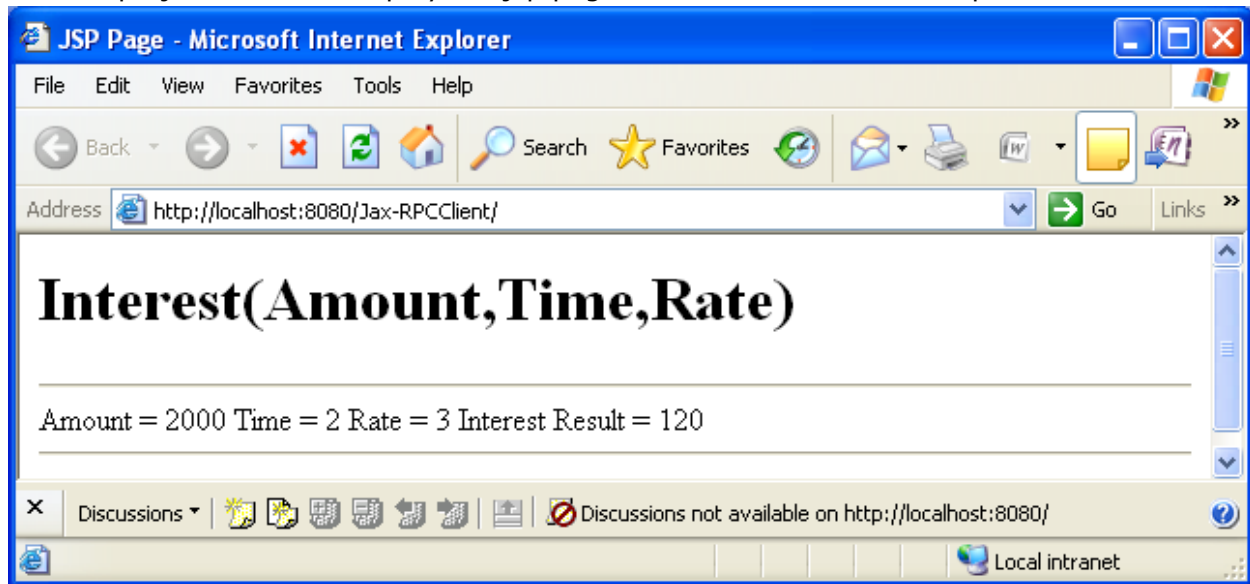 JSP Page - Microsoft Internet Explorer
File Edit View Favorites Tools Help
Back Search Favorites »
Address http://localhost:8080/Jax-RPCClient/ Go Links »
Interest(Amount,Time,Rate)
Amount = 2000 Time = 2 Rate = 3 Interest Result = 120
Discussions Discussions not available on http://localhost:8080/
Local intranet